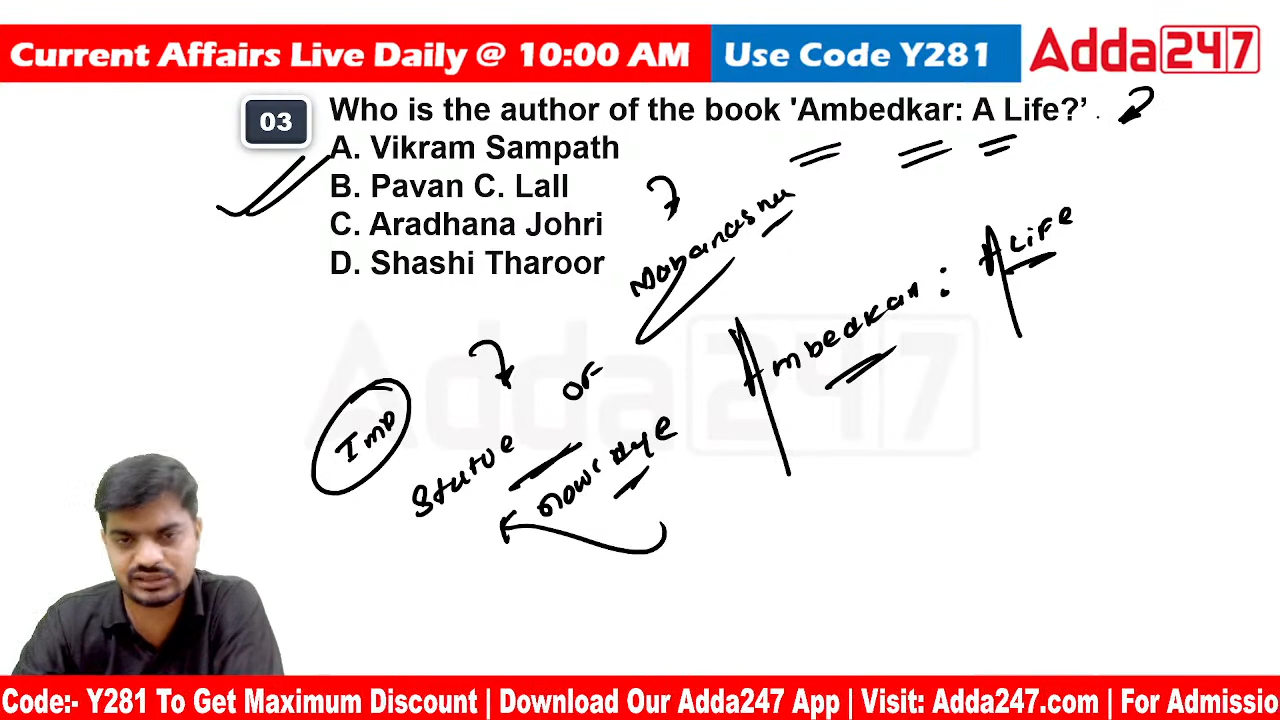 Current Affairs Live Daily @ 10:00 AM
Use Code Y281
Adda247
03
Who is the author of the book 'Ambedkar: A Life?’
A. Vikram Sampath
B. Pavan C. Lall
C. Aradhana Johri
D. Shashi Tharoor
Ambedkar: A Life
Imp
Statue of
Adda247
Code:- Y281 To Get Maximum Discount | Download Our Adda247 App | Visit: Adda247.com | For Admissio